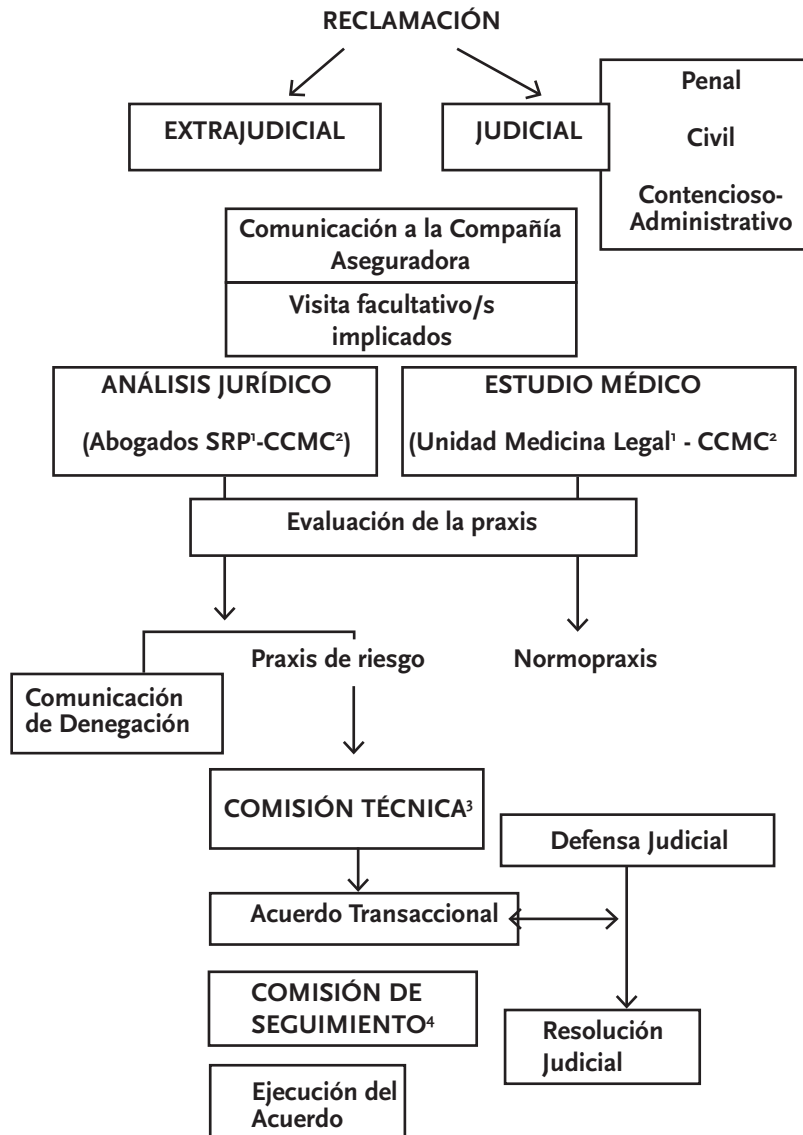 RECLAMACIÓN
EXTRAJUDICIAL
JUDICIAL
Penal
Civil
Contencioso-
Administrativo
Comunicación a la Compañía
Aseguradora
Visita facultativo/s
implicados
ANÁLISIS JURÍDICO
(Abogados SRP¹-CCMC²)
ESTUDIO MÉDICO
(Unidad Medicina Legal¹ - CCMC²
Evaluación de la praxis
Praxis de riesgo
Normopraxis
Comunicación
de Denegación
COMISIÓN TÉCNICA³
Defensa Judicial
Acuerdo Transaccional
COMISIÓN DE
SEGUIMIENTO⁴
Resolución
Judicial
Ejecución del
Acuerdo